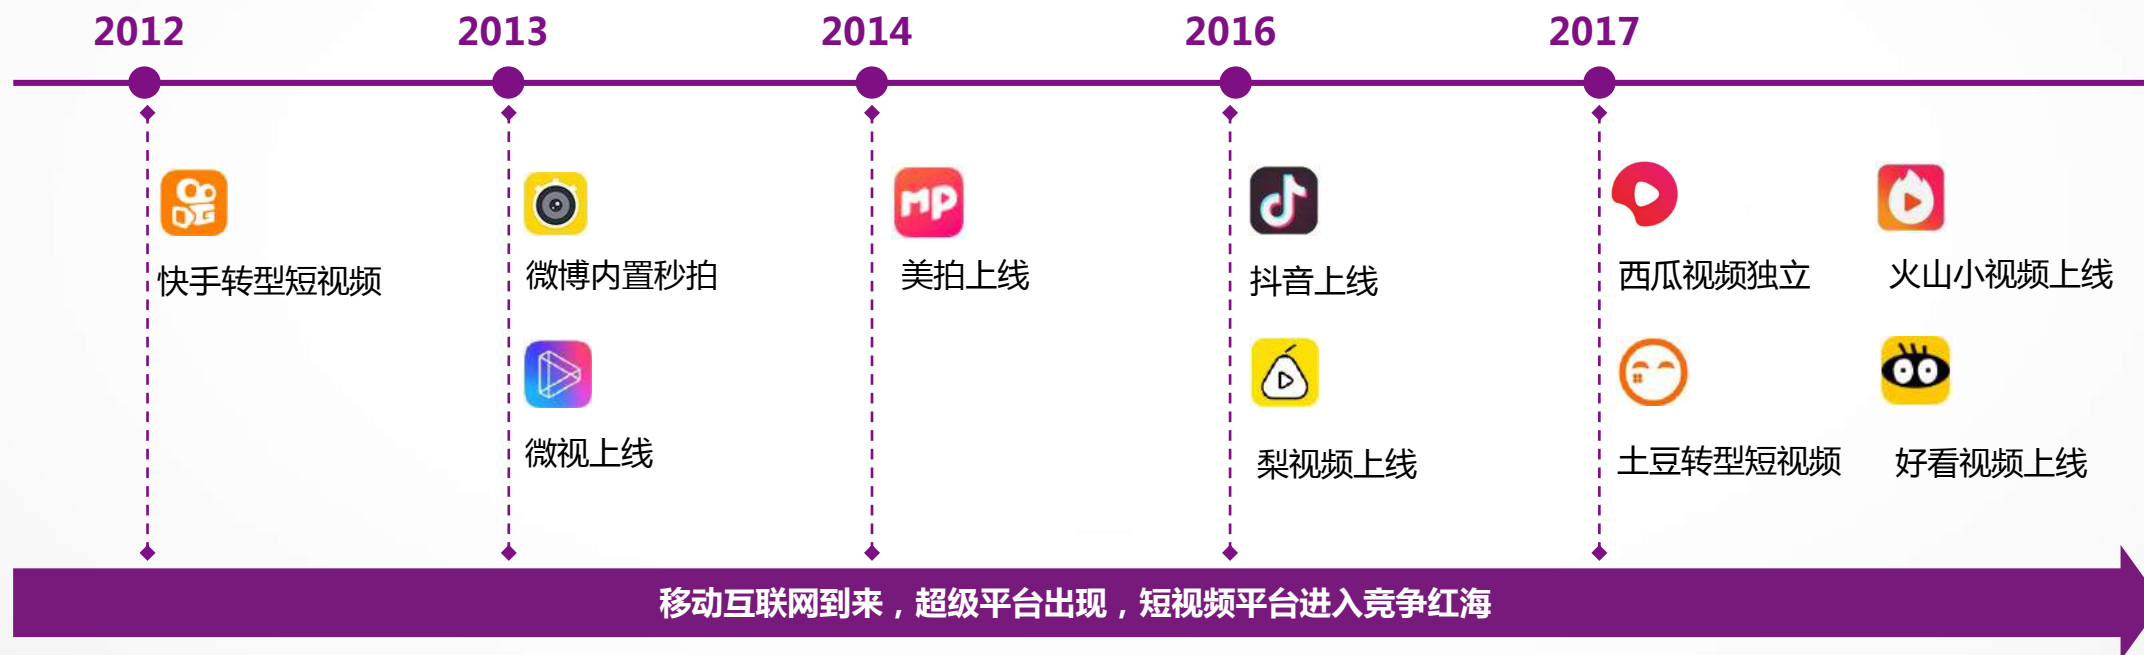 2012
2013
2014
2016
2017
快手转型短视频
微博内置秒拍
微视上线
MP
美拍上线
抖音上线
梨视频上线
西瓜视频独立
火山小视频上线
土豆转型短视频
好看视频上线
移动互联网到来，超级平台出现，短视频平台进入竞争红海